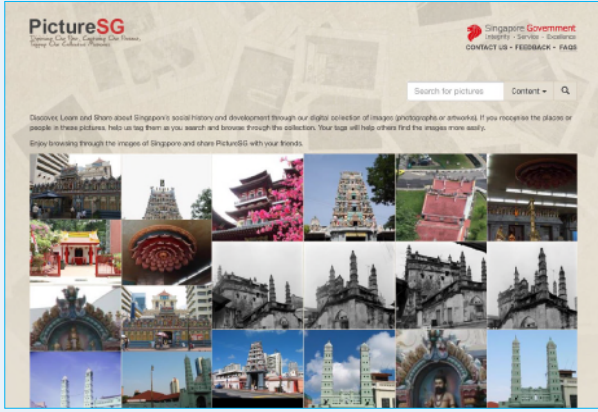 PictureSG
Singapore Government
Integrity • Service • Excellence
CONTACT US • FEEDBACK • FAQS
Search for pictures
Content
Discover, Learn and Share about Singapore's social history and development through our digital collection of images (photographs or artworks). If you recognise the places or
people in these pictures, help us tag them as you search and browse through the collection. Your tags will help others find the images more easily.
Enjoy browsing through the images of Singapore and share PictureSG with your friends.